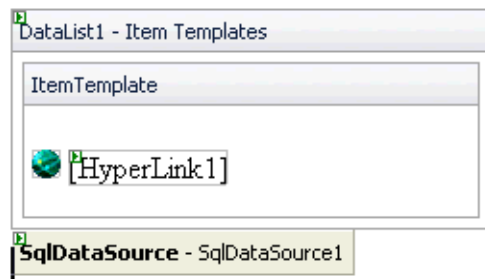 DataList1 - Item Templates
ItemTemplate
[HyperLink1]
SqlDataSource - SqlDataSource1